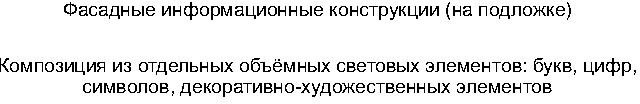 Фасадные информационные конструкции (на подложке)
Композиция из отдельных объёмных световых элементов: букв, цифр,
символов, декоративно-художественных элементов